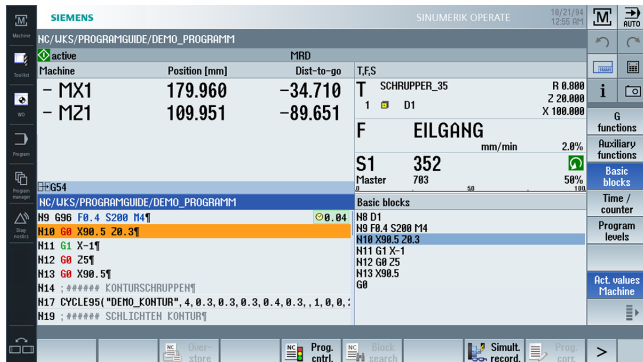 SIEMENS
SINUMERIK OPERATE
10/21/94
12:55 AM
M
AUTO
Machine
NC/WKS/PROGRAMGUIDE/DEMO_PROGRAMM
active
MRD
Machine Position [mm] Dist-to-go
MX1 179.960 -34.710
MZ1 109.951 -89.651
G54
T,F,S
T SCHRUPPER_35 R 0.800
1 D1 Z 20.000
X 100.000
F EILGANG
mm/min 2.0%
S1 352
Master 703 50%
0 50 100
NC/WKS/PROGRAMGUIDE/DEMO_PROGRAMM
N9 G96 F0.4 S200 M4¶ 0.04
N10 G0 X90.5 Z0.3¶
N11 G1 X-1¶
N12 G0 Z5¶
N13 G0 X90.5¶
N14 ;###### KONTURSCHRUPPEN¶
N17 CYCLE95("DEMO_KONTUR",4,0.3,0.3,0.3,0.4,0.3,,1,0,0,
N19 ;###### SCHLICHTEN KONTUR¶
Basic blocks
N8 D1
N9 F0.4 S200 M4
N10 X90.5 Z0.3
N11 G1 X-1
N12 G0 Z5
N13 X90.5
G0
G
functions
Auxiliary
functions
Basic
blocks
Time /
counter
Program
levels
Act. values
Machine
Toollist
WO
Program
Program
manager
Diag
nostics
NC Over-
store
NC Prog.
cntrl.
NC Block
search
Simult.
record.
Prog.
corr.
>